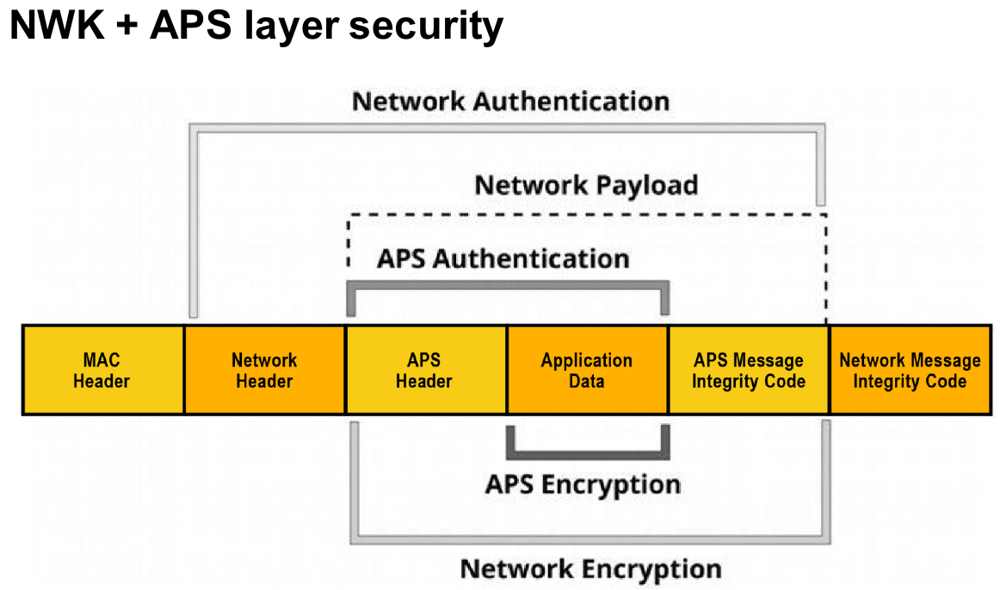 NWK + APS layer security
Network Authentication
Network Payload
APS Authentication
MAC
Header
Network
Header
APS
Header
Application
Data
APS Message
Integrity Code
Network Message
Integrity Code
APS Encryption
Network Encryption